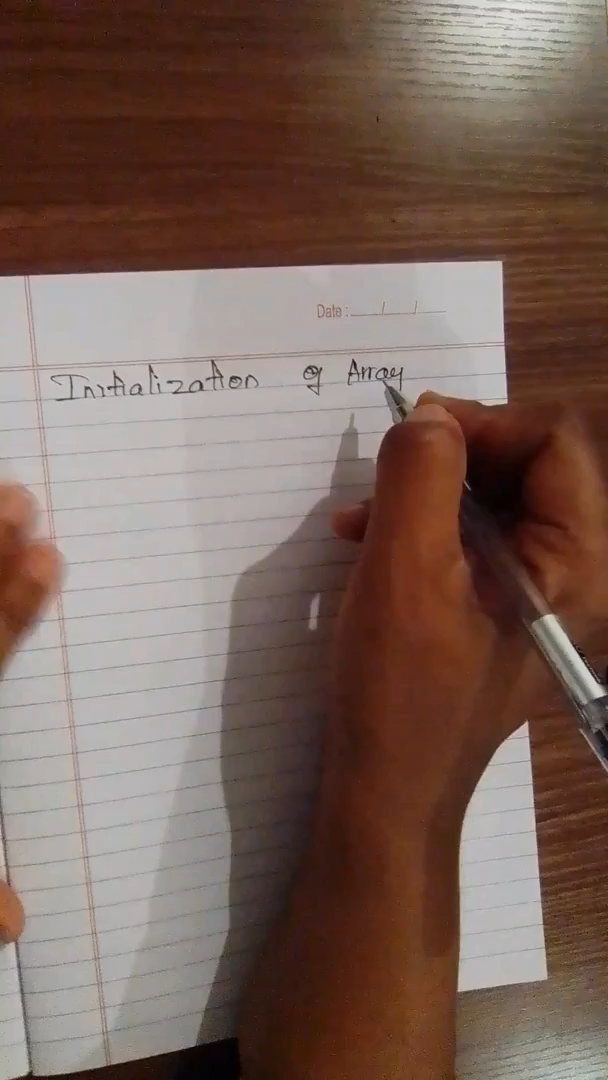 Date : / /
Initialization of Array